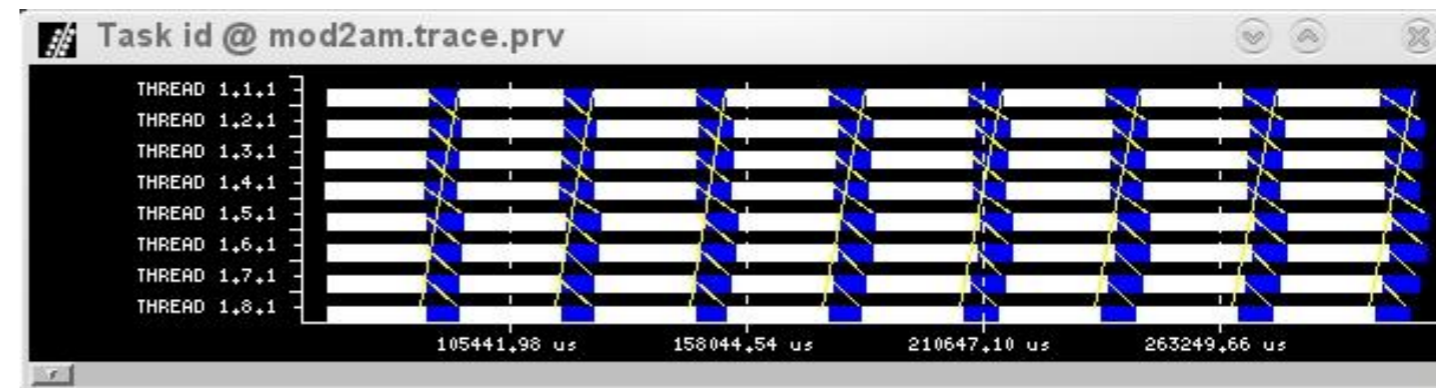 Task id @ mod2am.trace.prv
THREAD 1.1.1
THREAD 1.2.1
THREAD 1.3.1
THREAD 1.4.1
THREAD 1.5.1
THREAD 1.6.1
THREAD 1.7.1
THREAD 1.8.1
105441.98 us 158044.54 us 210647.10 us 263249.66 us